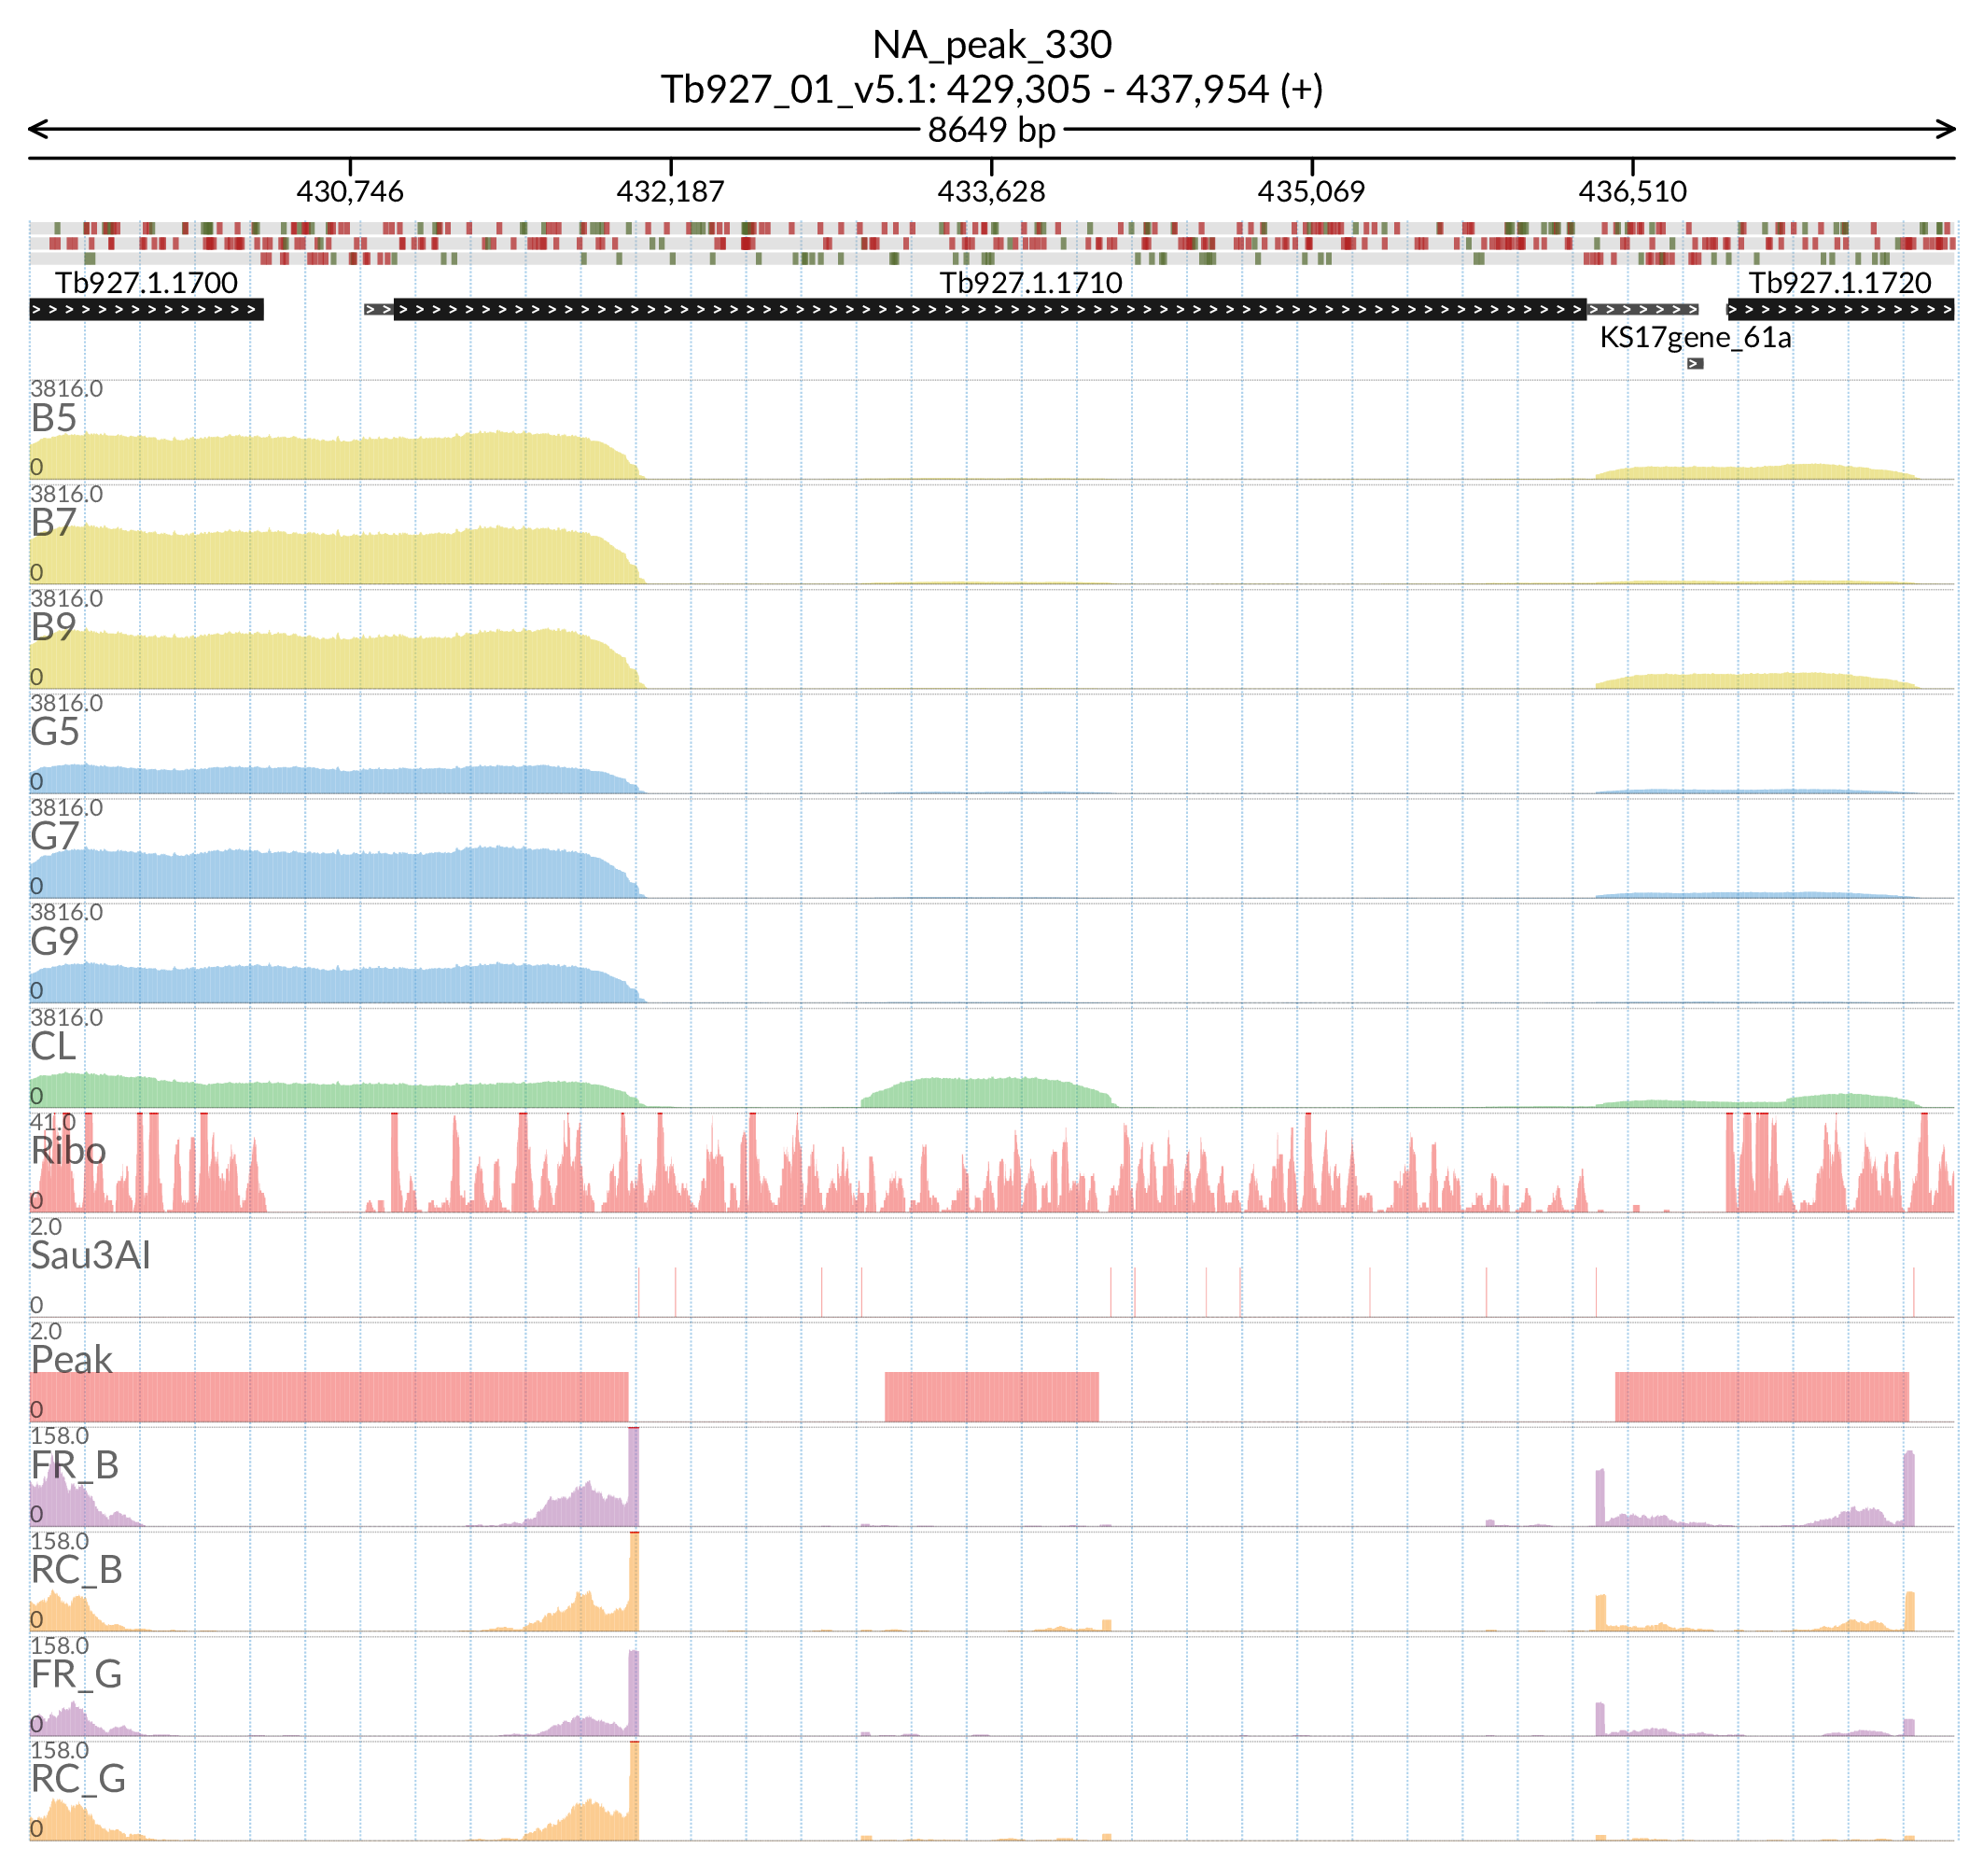 NA_peak_330
Tb927_01_v5.1: 429,305 - 437,954 (+)
8649 bp
430,746 432,187 433,628 435,069 436,510
Tb927.1.1700 Tb927.1.1710 Tb927.1.1720
KS17gene_61a
3816.0
B5
0
3816.0
B7
0
3816.0
B9
0
3816.0
G5
0
3816.0
G7
0
3816.0
G9
0
3816.0
CL
0
41.0
Ribo
0
2.0
Sau3AI
0
2.0
Peak
0
158.0
FR_B
0
158.0
RC_B
0
158.0
FR_G
0
158.0
RC_G
0